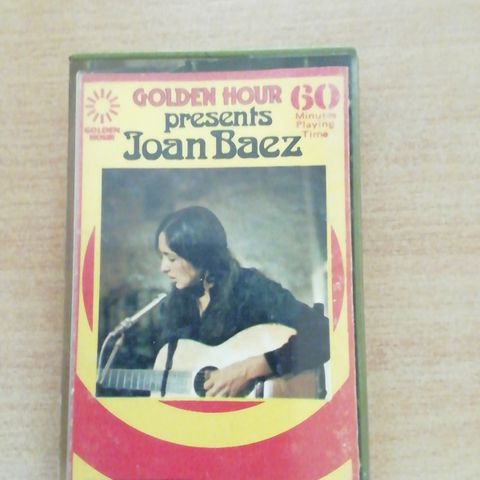 GOLDEN HOUR
presents
Joan Baez
60
Minutes
Playing
Time
GOLDEN
HOUR